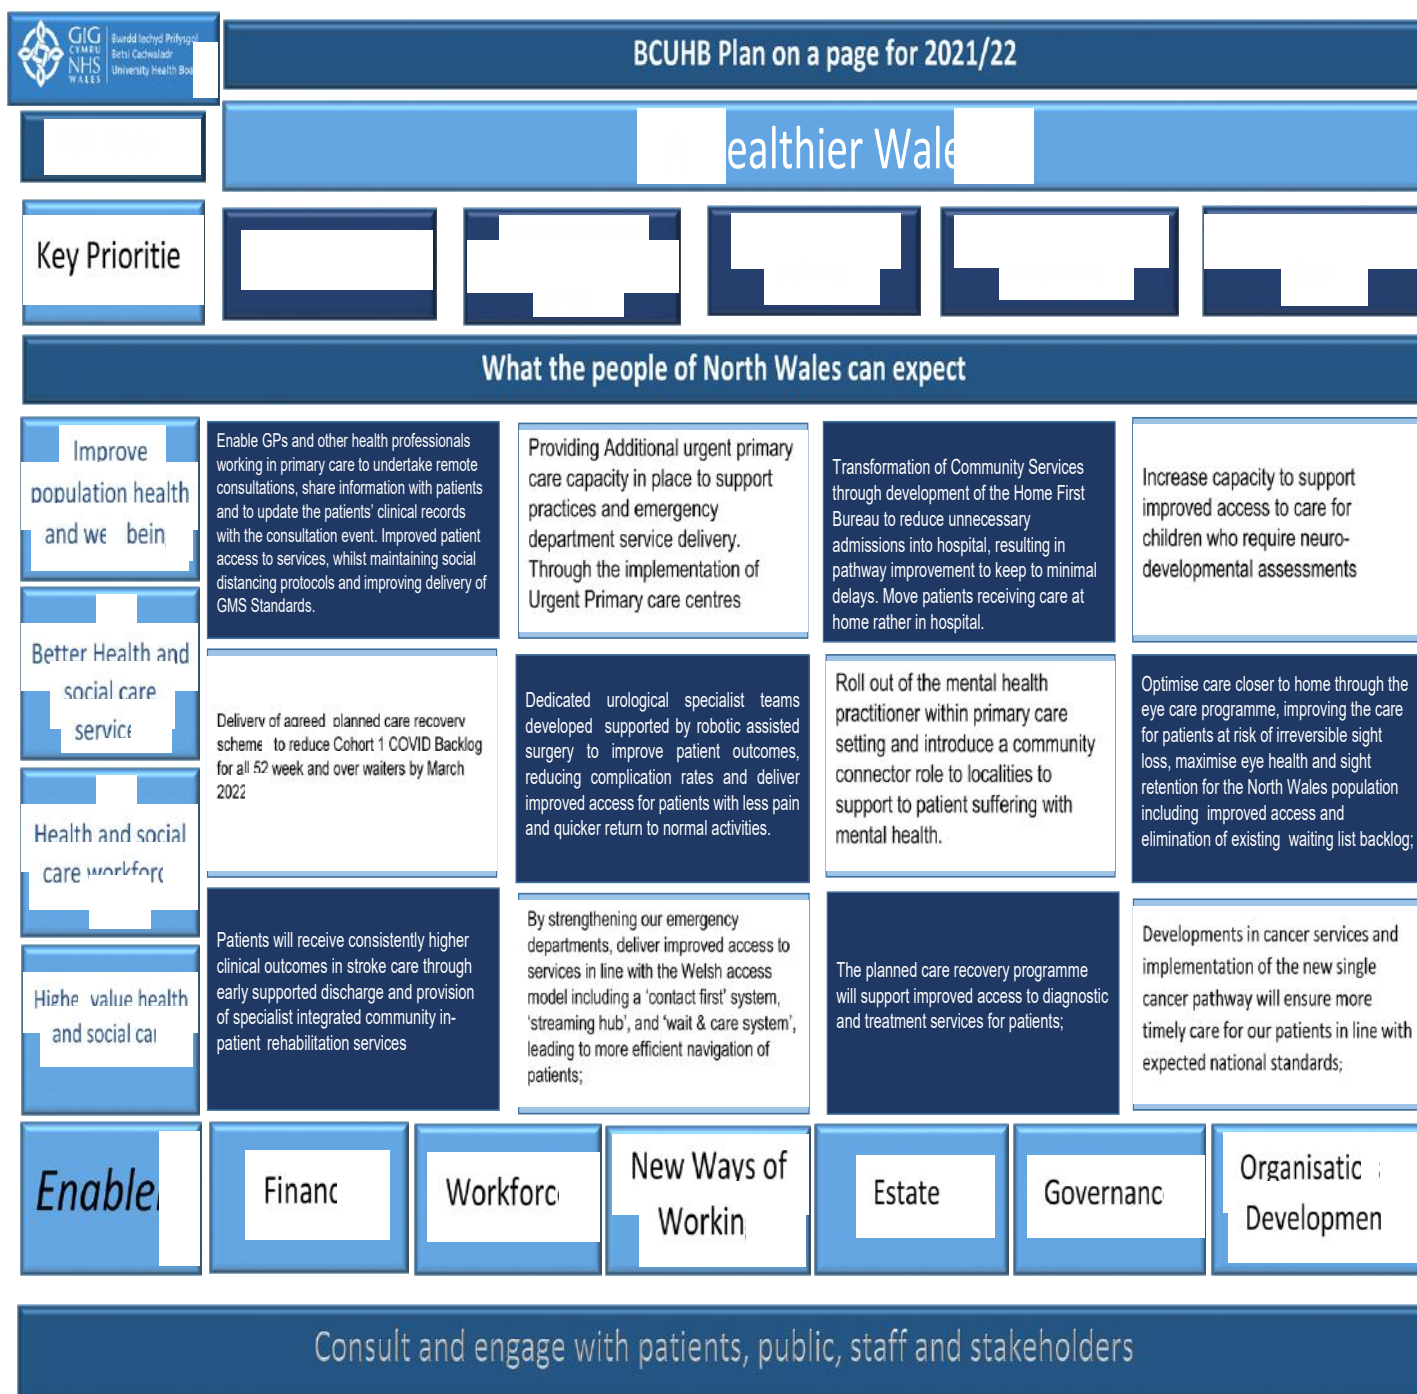 GIG
CYMRU
NHS
WALES
Bwrdd Iechyd Prifysgol
Betsi Cadwaladr
University Health Boa
BCUHB Plan on a page for 2021/22
ealthier Wale
Key Prioritie
What the people of North Wales can expect
Improve
population health
and we bein
Enable GPs and other health professionals
working in primary care to undertake remote
consultations, share information with patients
and to update the patients' clinical records
with the consultation event. Improved patient
access to services, whilst maintaining social
distancing protocols and improving delivery of
GMS Standards.
Providing Additional urgent primary
care capacity in place to support
practices and emergency
department service delivery.
Through the implementation of
Urgent Primary care centres
Transformation of Community Services
through development of the Home First
Bureau to reduce unnecessary
admissions into hospital, resulting in
pathway improvement to keep to minimal
delays. Move patients receiving care at
home rather in hospital.
Increase capacity to support
improved access to care for
children who require neuro-
developmental assessments
Better Health and
social care
service
Delivery of agreed planned care recovery
scheme to reduce Cohort 1 COVID Backlog
for all 52 week and over waiters by March
2022
Dedicated urological specialist teams
developed supported by robotic assisted
surgery to improve patient outcomes,
reducing complication rates and deliver
improved access for patients with less pain
and quicker return to normal activities.
Roll out of the mental health
practitioner within primary care
setting and introduce a community
connector role to localities to
support to patient suffering with
mental health.
Optimise care closer to home through the
eye care programme, improving the care
for patients at risk of irreversible sight
loss, maximise eye health and sight
retention for the North Wales population
including improved access and
elimination of existing waiting list backlog;
Health and social
care workforc
Patients will receive consistently higher
clinical outcomes in stroke care through
early supported discharge and provision
of specialist integrated community in-
patient rehabilitation services
By strengthening our emergency
departments, deliver improved access to
services in line with the Welsh access
model including a 'contact first' system,
'streaming hub', and 'wait & care system',
leading to more efficient navigation of
patients;
The planned care recovery programme
will support improved access to diagnostic
and treatment services for patients;
Developments in cancer services and
implementation of the new single
cancer pathway will ensure more
timely care for our patients in line with
expected national standards;
Highe value health
and social car
Enable
Financ
Workforc
New Ways of
Workin
Estate
Governanc
Organisatic
Developmen
Consult and engage with patients, public, staff and stakeholders